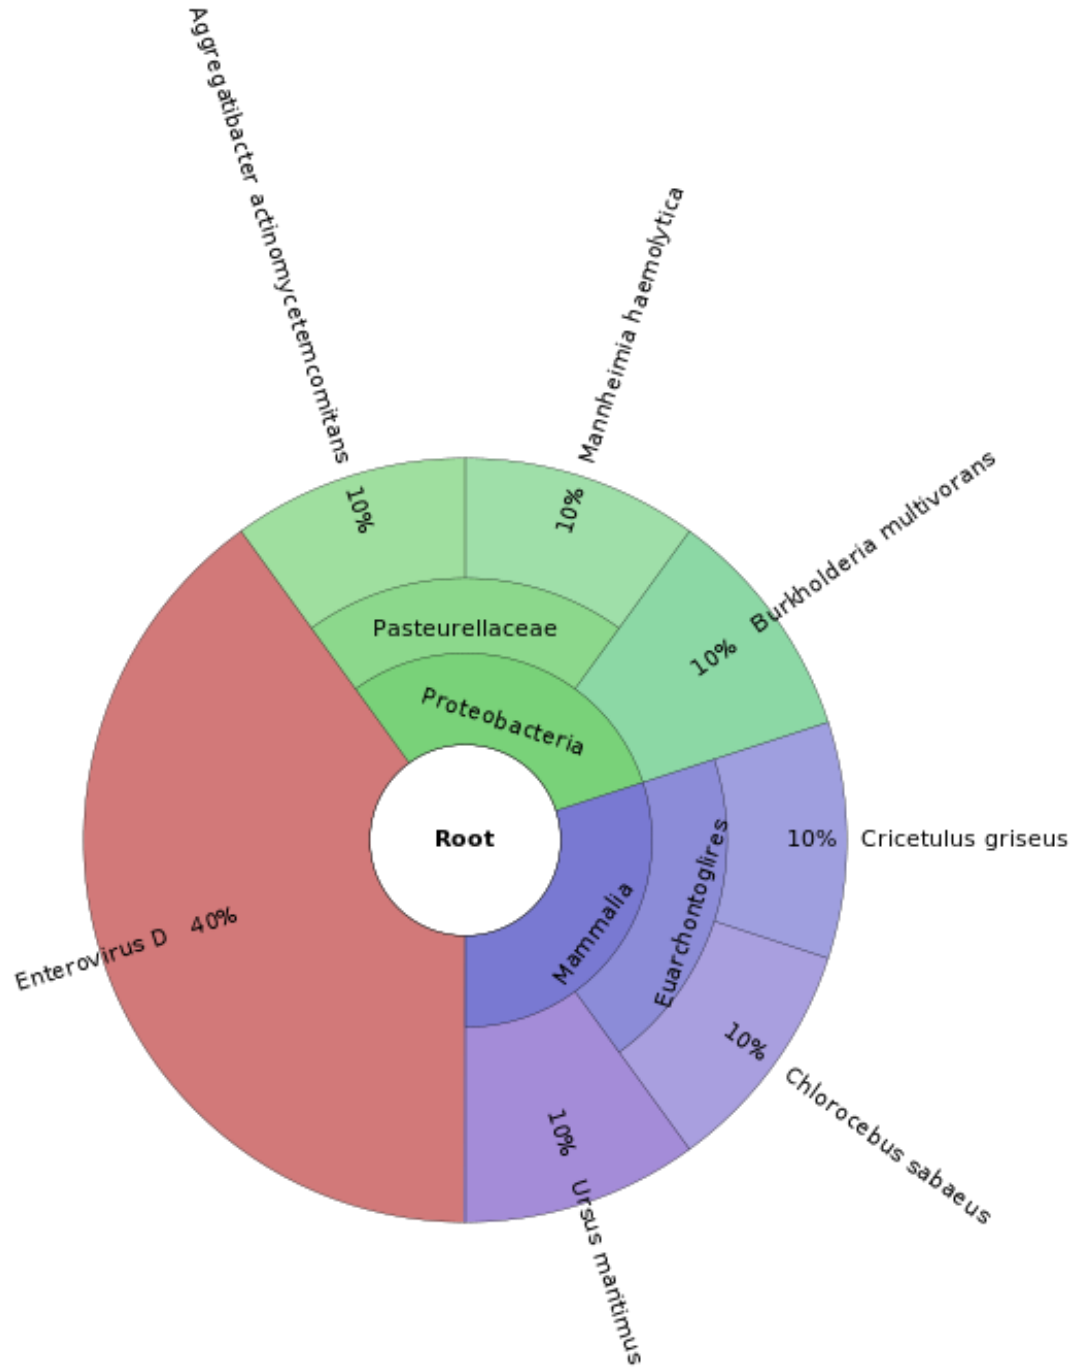 Aggregatibacter actinomycetemcomitans
10%
Mannheimia haemolytica
10%
Burkholderia multivorans
10%
Pasteurellaceae
Proteobacteria
Root
10%
Cricetulus griseus
Euarchontoglires
Mammalia
Enterovirus D 40%
10%
Chlorocebus sabaeus
10%
Ursus maritimus